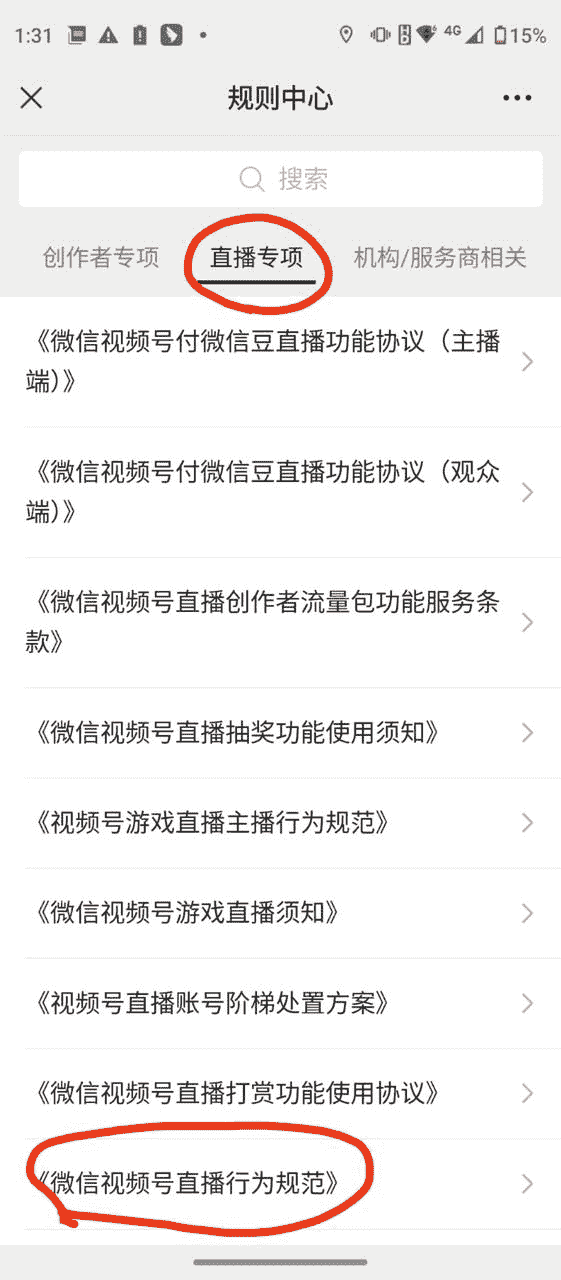 1:31
4G
15%
规则中心
搜索
创作者专项 直播专项 机构/服务商相关
《微信视频号付微信豆直播功能协议（主播
端）》
《微信视频号付微信豆直播功能协议（观众
端）》
《微信视频号直播创作者流量包功能服务条
款》
《微信视频号直播抽奖功能使用须知》
《视频号游戏直播主播行为规范》
《微信视频号游戏直播须知》
《视频号直播账号阶梯处置方案》
《微信视频号直播打赏功能使用协议》
《微信视频号直播行为规范》